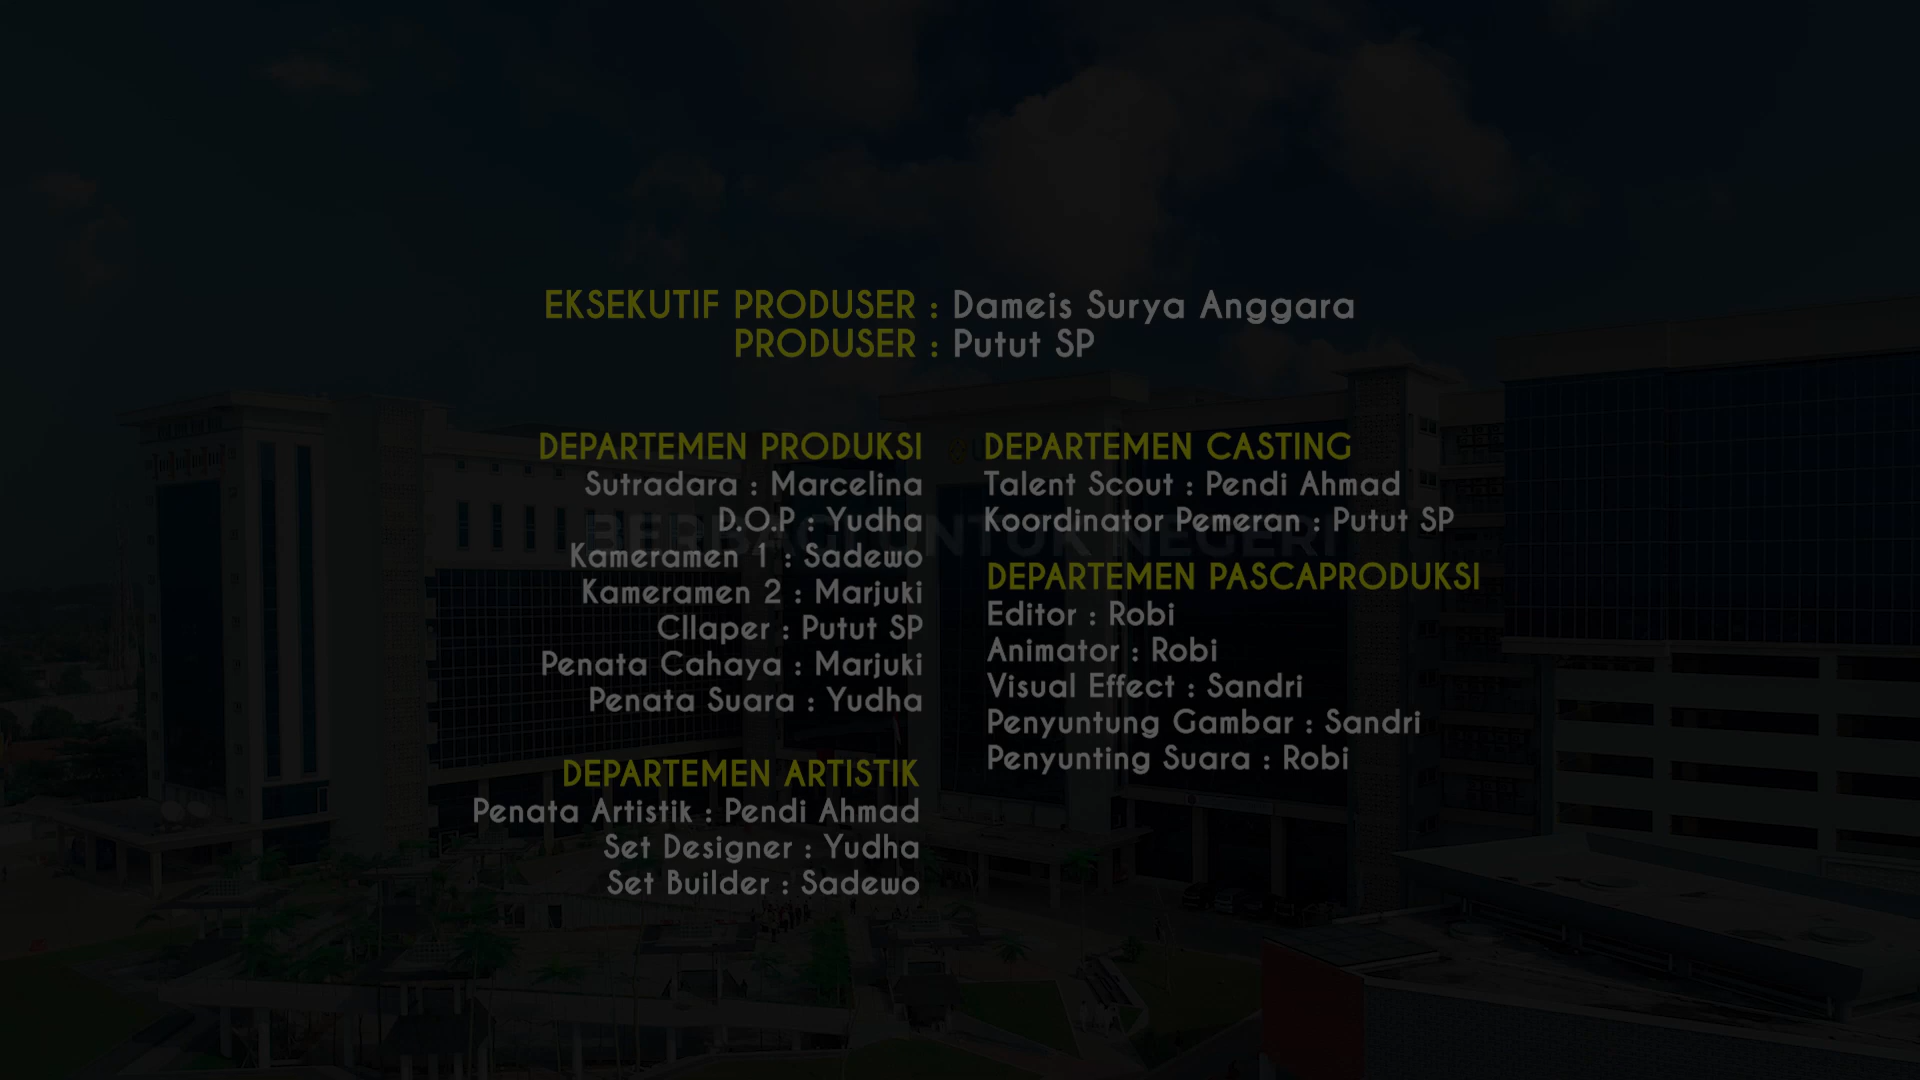 EKSEKUTIF PRODUSER : Dameis Surya Anggara
PRODUSER : Putut SP
DEPARTEMEN PRODUKSI
Sutradara : Marcelina
D.O.P : Yudha
Kameramen 1 : Sadewo
Kameramen 2 : Marjuki
Cllaper : Putut SP
Penata Cahaya : Marjuki
Penata Suara : Yudha
DEPARTEMEN ARTISTIK
Penata Artistik : Pendi Ahmad
Set Designer : Yudha
Set Builder : Sadewo
DEPARTEMEN CASTING
Talent Scout : Pendi Ahmad
Koordinator Pemeran : Putut SP
DEPARTEMEN PASCAPRODUKSI
Editor : Robi
Animator : Robi
Visual Effect : Sandri
Penyuntung Gambar : Sandri
Penyunting Suara : Robi
BERBAGI UNTUK NEGERI